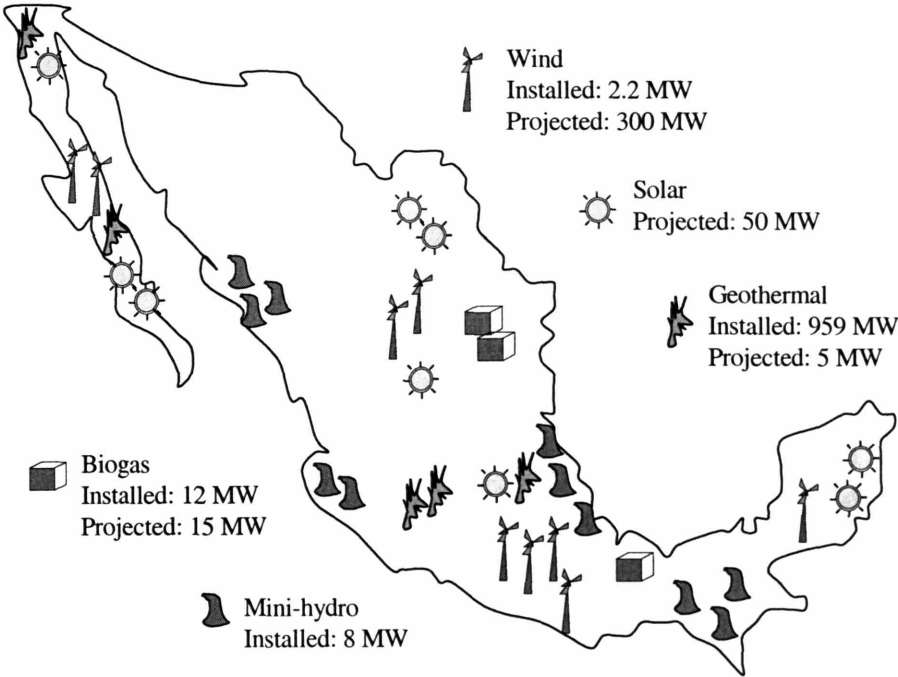 Wind
Installed: 2.2 MW
Projected: 300 MW
Solar
Projected: 50 MW
Geothermal
Installed: 959 MW
Projected: 5 MW
Biogas
Installed: 12 MW
Projected: 15 MW
Mini-hydro
Installed: 8 MW